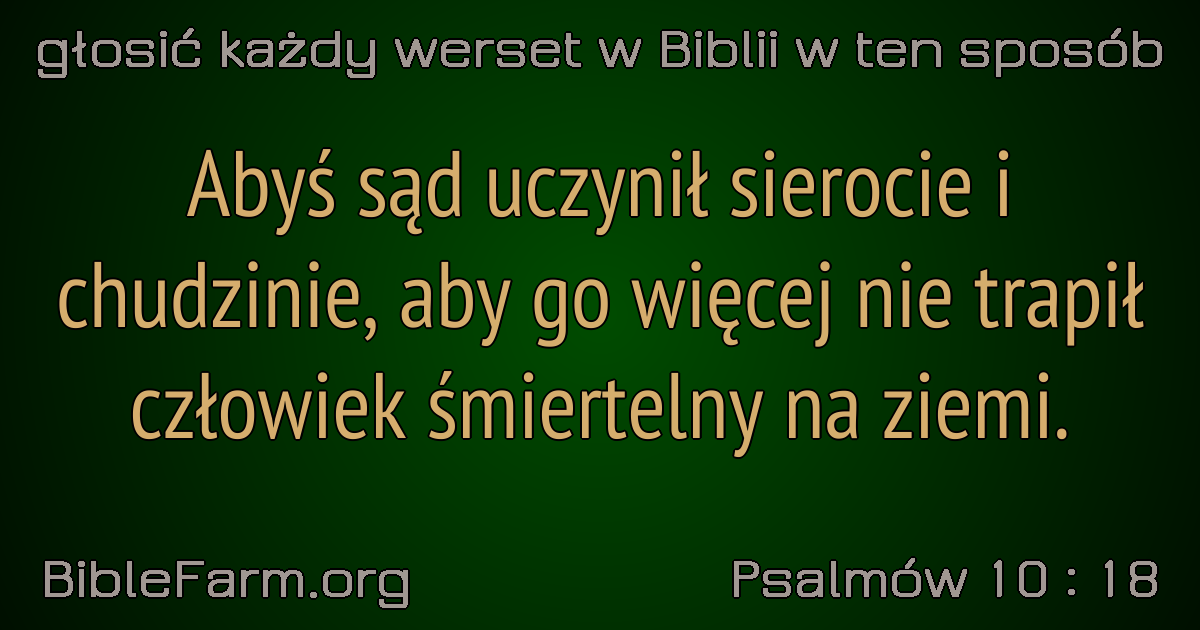 głosić każdy werset w Biblii w ten sposób
Abyś sąd uczynił sierocie i
chudzinie, aby go więcej nie trapił
człowiek śmiertelny na ziemi.
BibleFarm.org
Psalmów 10 : 18